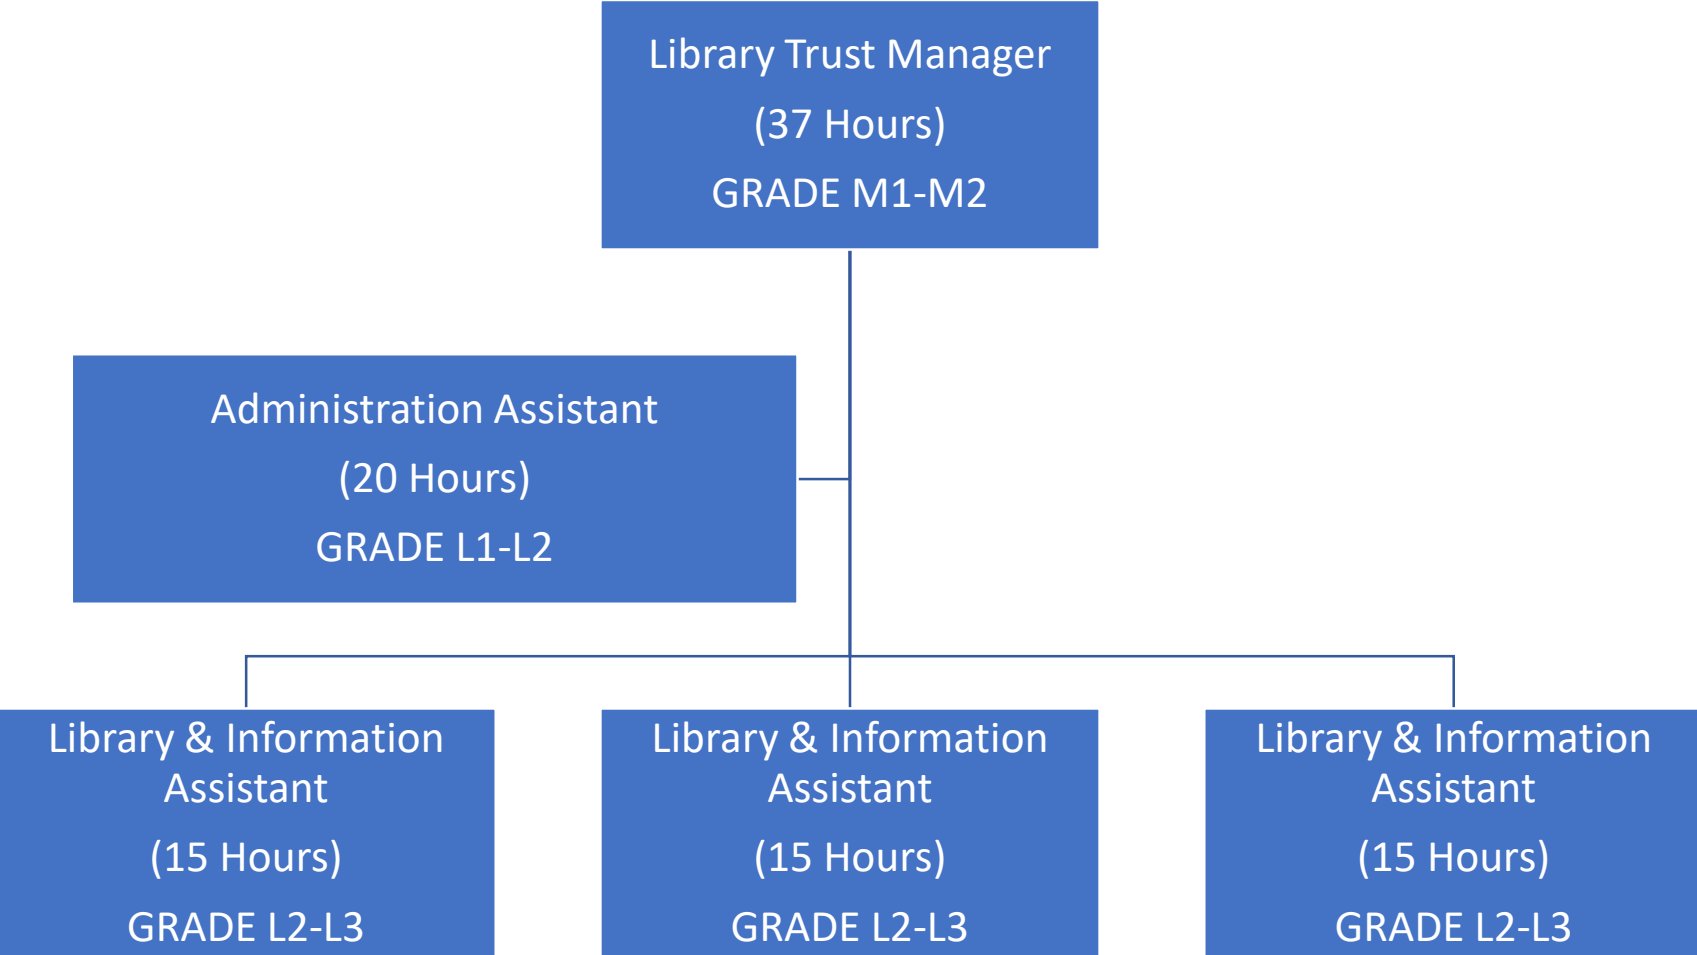 Library Trust Manager
(37 Hours)
GRADE M1-M2
Administration Assistant
(20 Hours)
GRADE L1-L2
Library & Information
Assistant
(15 Hours)
GRADE L2-L3
Library & Information
Assistant
(15 Hours)
GRADE L2-L3
Library & Information
Assistant
(15 Hours)
GRADE L2-L3